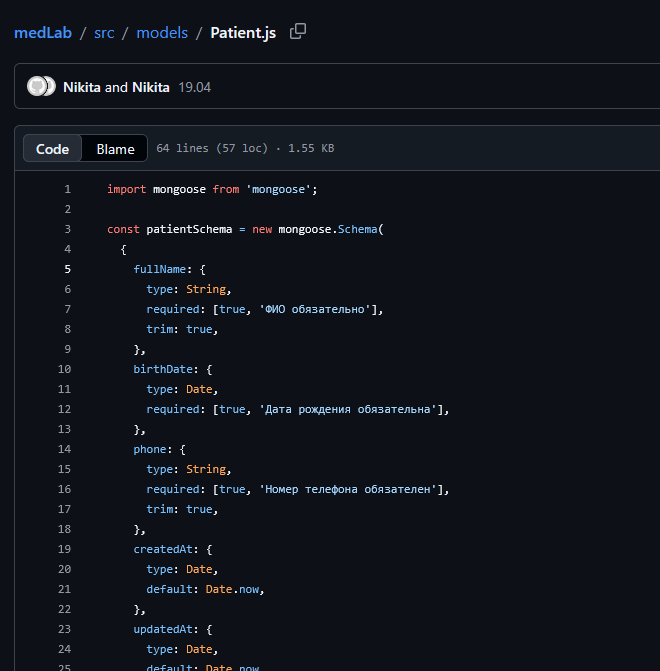 medLab / src / models / Patient.js
Nikita and Nikita 19.04
Code Blame 64 lines (57 loc) · 1.55 KB
1 import mongoose from 'mongoose';
2
3 const patientSchema = new mongoose.Schema(
4 {
5 fullName: {
6 type: String,
7 required: [true, 'ФИО обязательно'],
8 trim: true,
9 },
10 birthDate: {
11 type: Date,
12 required: [true, 'Дата рождения обязательна'],
13 },
14 phone: {
15 type: String,
16 required: [true, 'Номер телефона обязателен'],
17 trim: true,
18 },
19 createdAt: {
20 type: Date,
21 default: Date.now,
22 },
23 updatedAt: {
24 type: Date,
25 default: Date.now